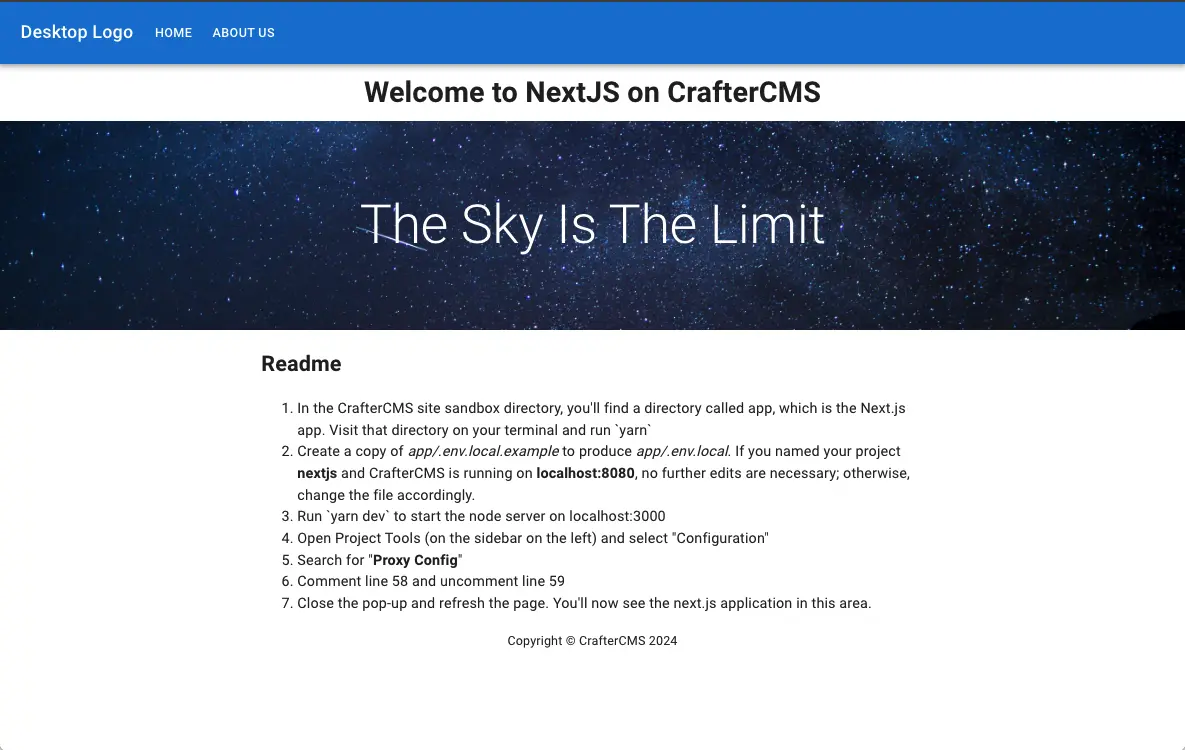 Desktop Logo HOME ABOUT US
Welcome to NextJS on CrafterCMS
The Sky Is The Limit
Readme
1. In the CrafterCMS site sandbox directory, you'll find a directory called app, which is the Next.js
app. Visit that directory on your terminal and run `yarn`
2. Create a copy of app/.env.local.example to produce app/.env.local. If you named your project
nextjs and CrafterCMS is running on localhost:8080, no further edits are necessary; otherwise,
change the file accordingly.
3. Run `yarn dev` to start the node server on localhost:3000
4. Open Project Tools (on the sidebar on the left) and select "Configuration"
5. Search for "Proxy Config"
6. Comment line 58 and uncomment line 59
7. Close the pop-up and refresh the page. You'll now see the next.js application in this area.
Copyright © CrafterCMS 2024